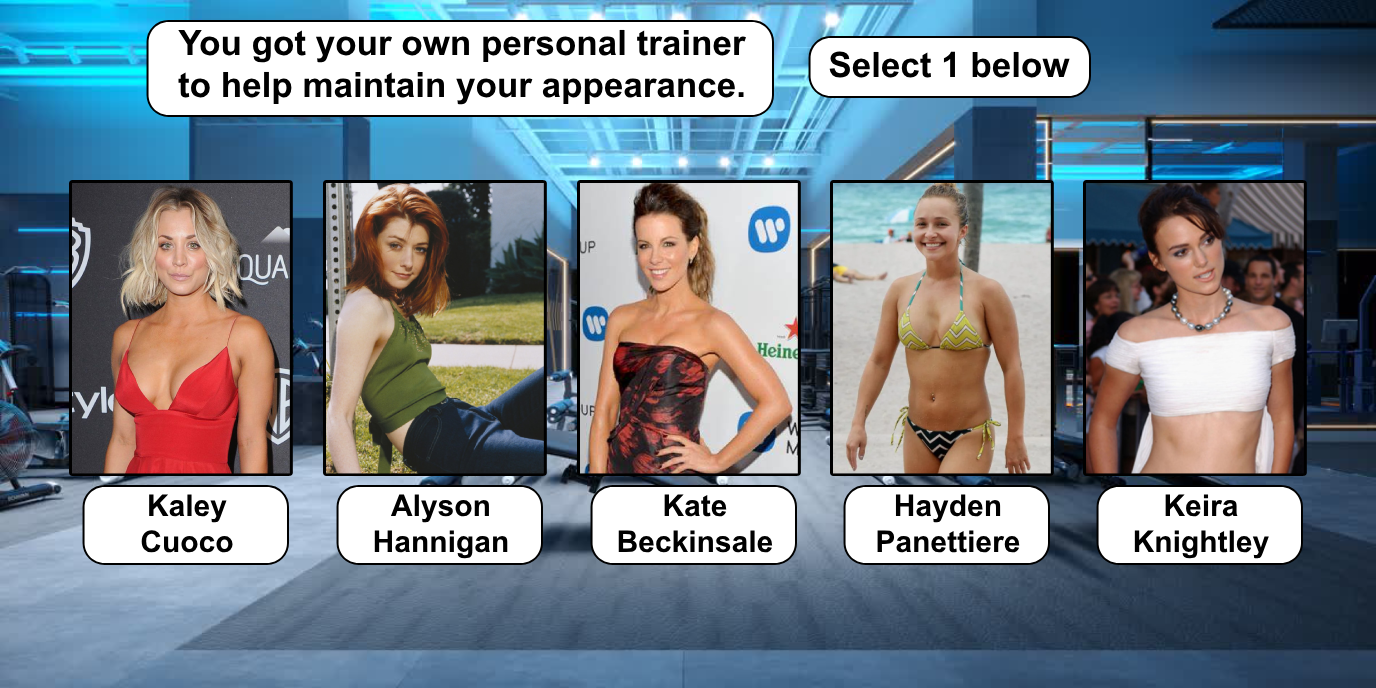 You got your own personal trainer
to help maintain your appearance.
Select 1 below
QUA
tyle
UP
UP
W
M
Heine
Kaley
Cuoco
Alyson
Hannigan
Kate
Beckinsale
Hayden
Panettiere
Keira
Knightley